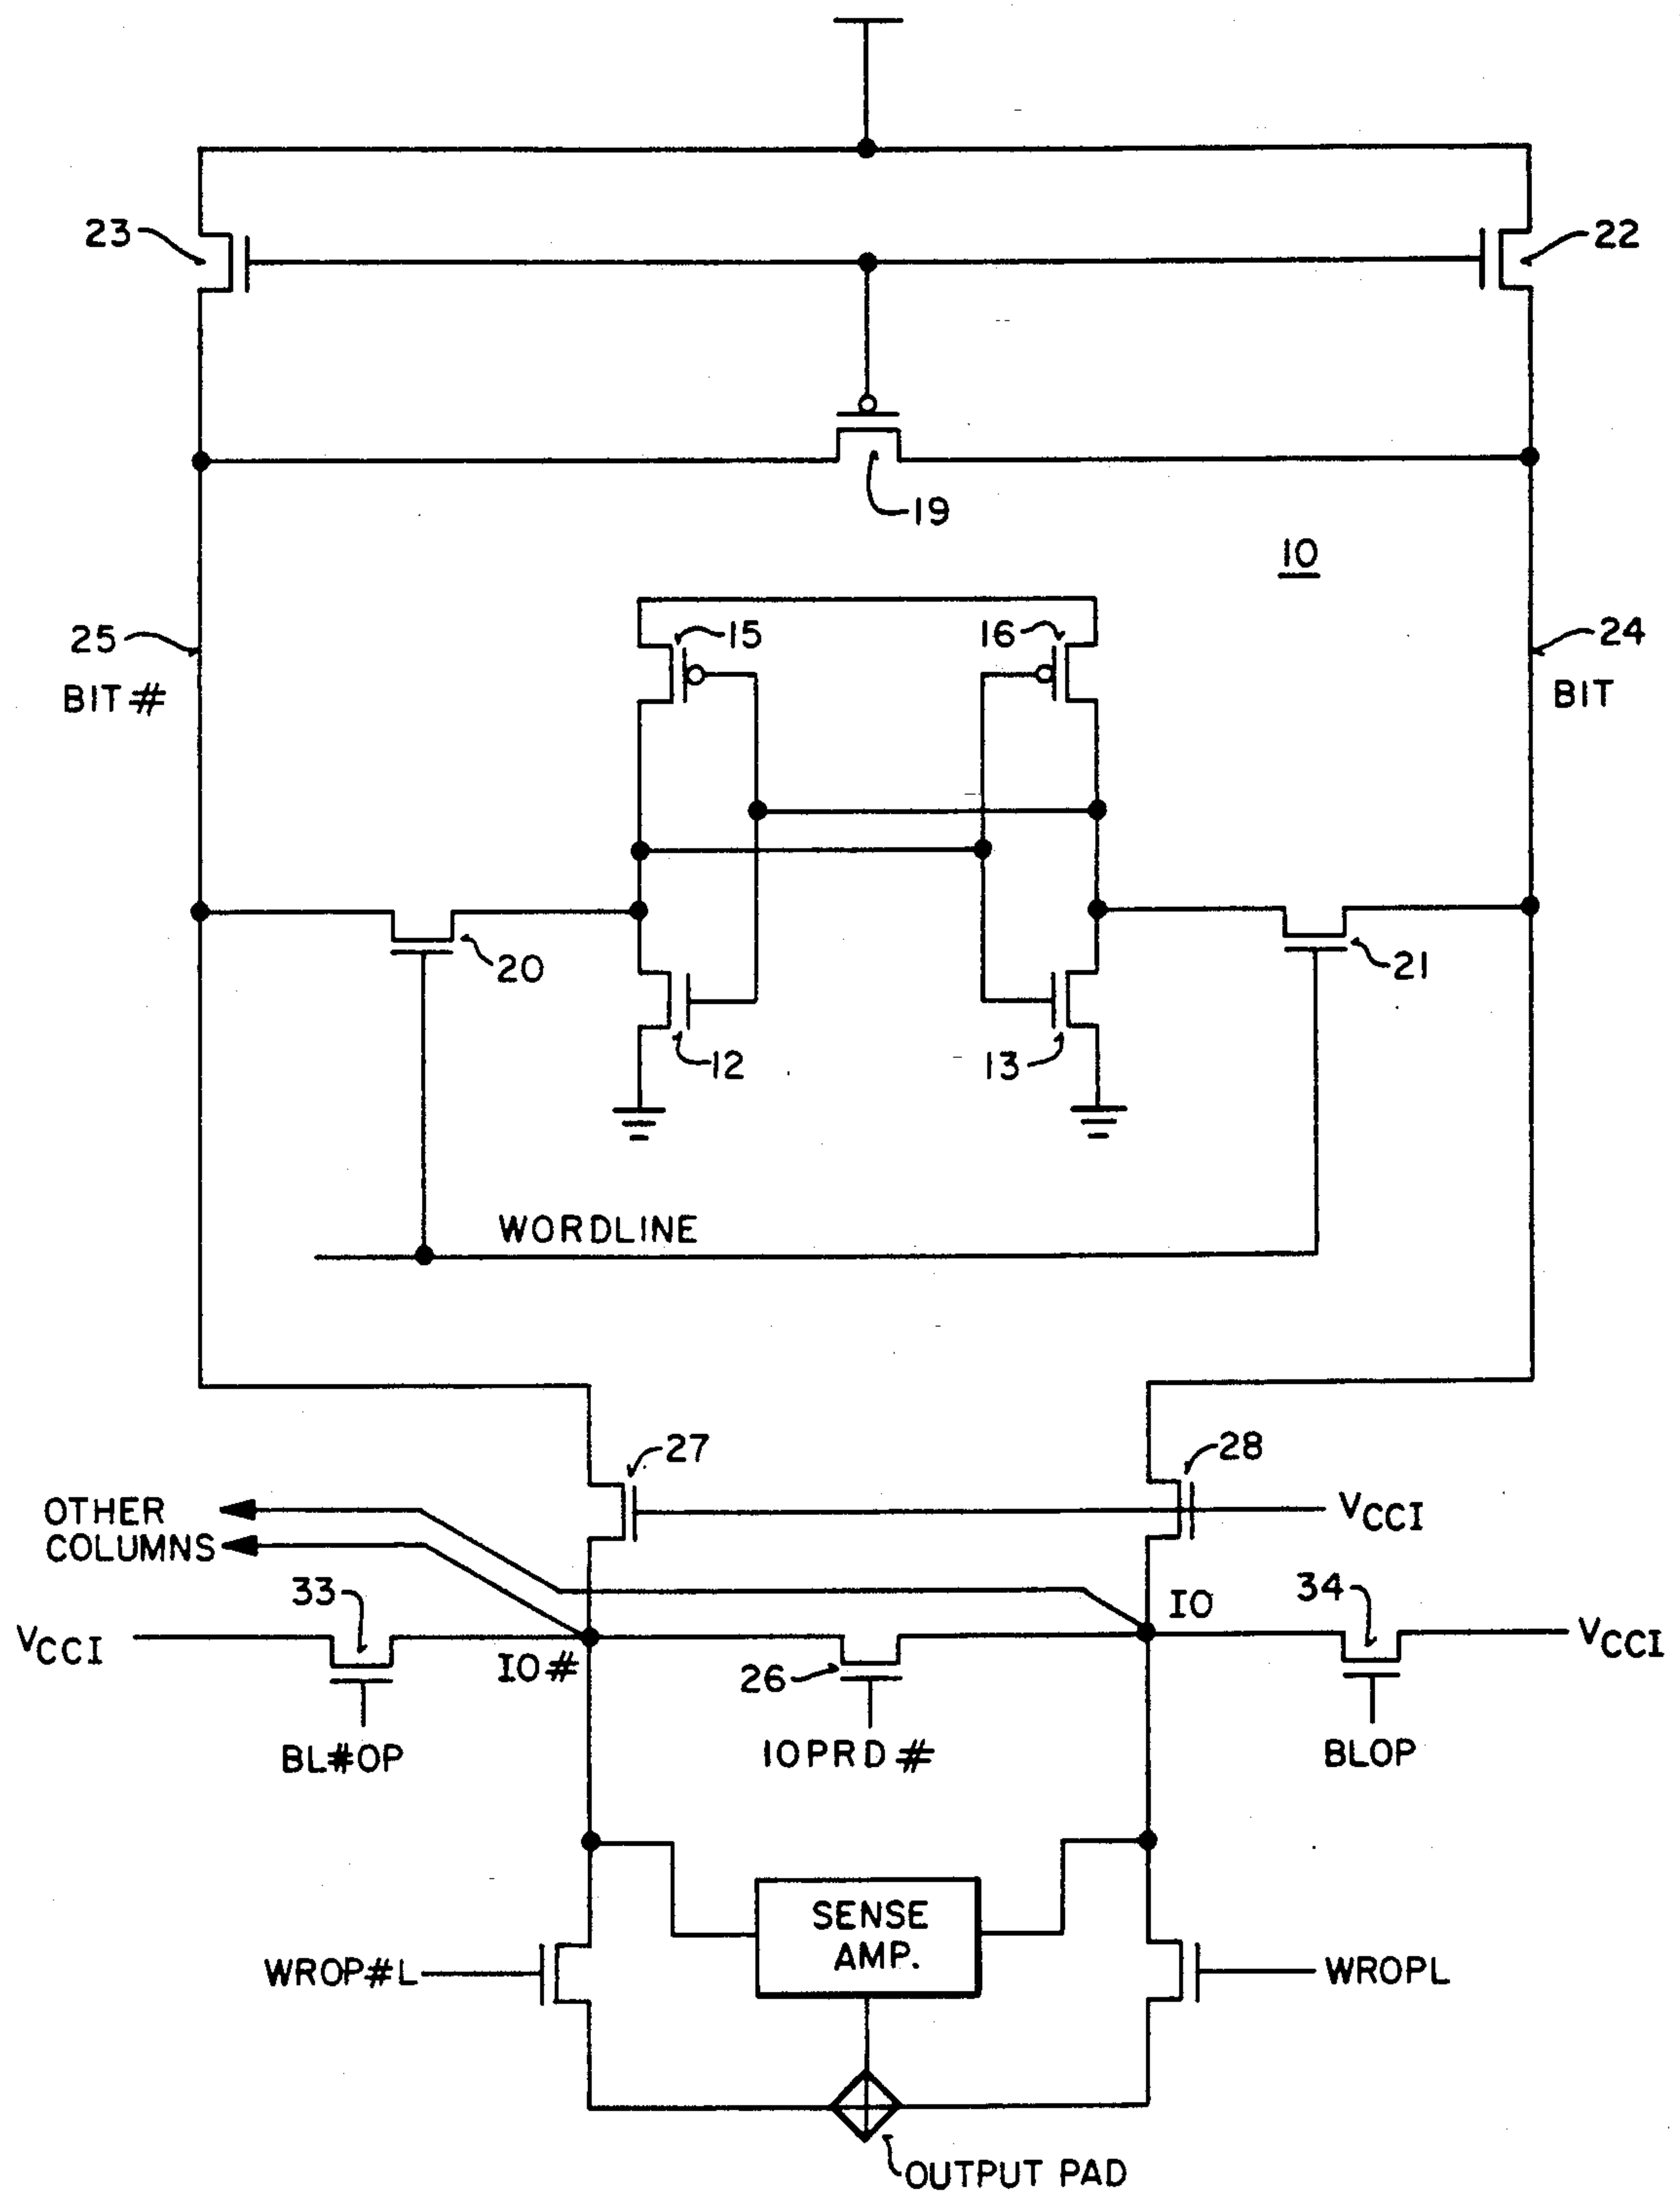 23
22
19
10
25
15
16
24
BIT#
BIT
20
21
12
13
WORDLINE
27
28
OTHER
COLUMNS
VCCI
33
IO
34
VCCI
IO#
26
VCCI
BL#OP
IOPRD#
BLOP
SENSE
AMP.
WROP#L
WROPL
OUTPUT PAD